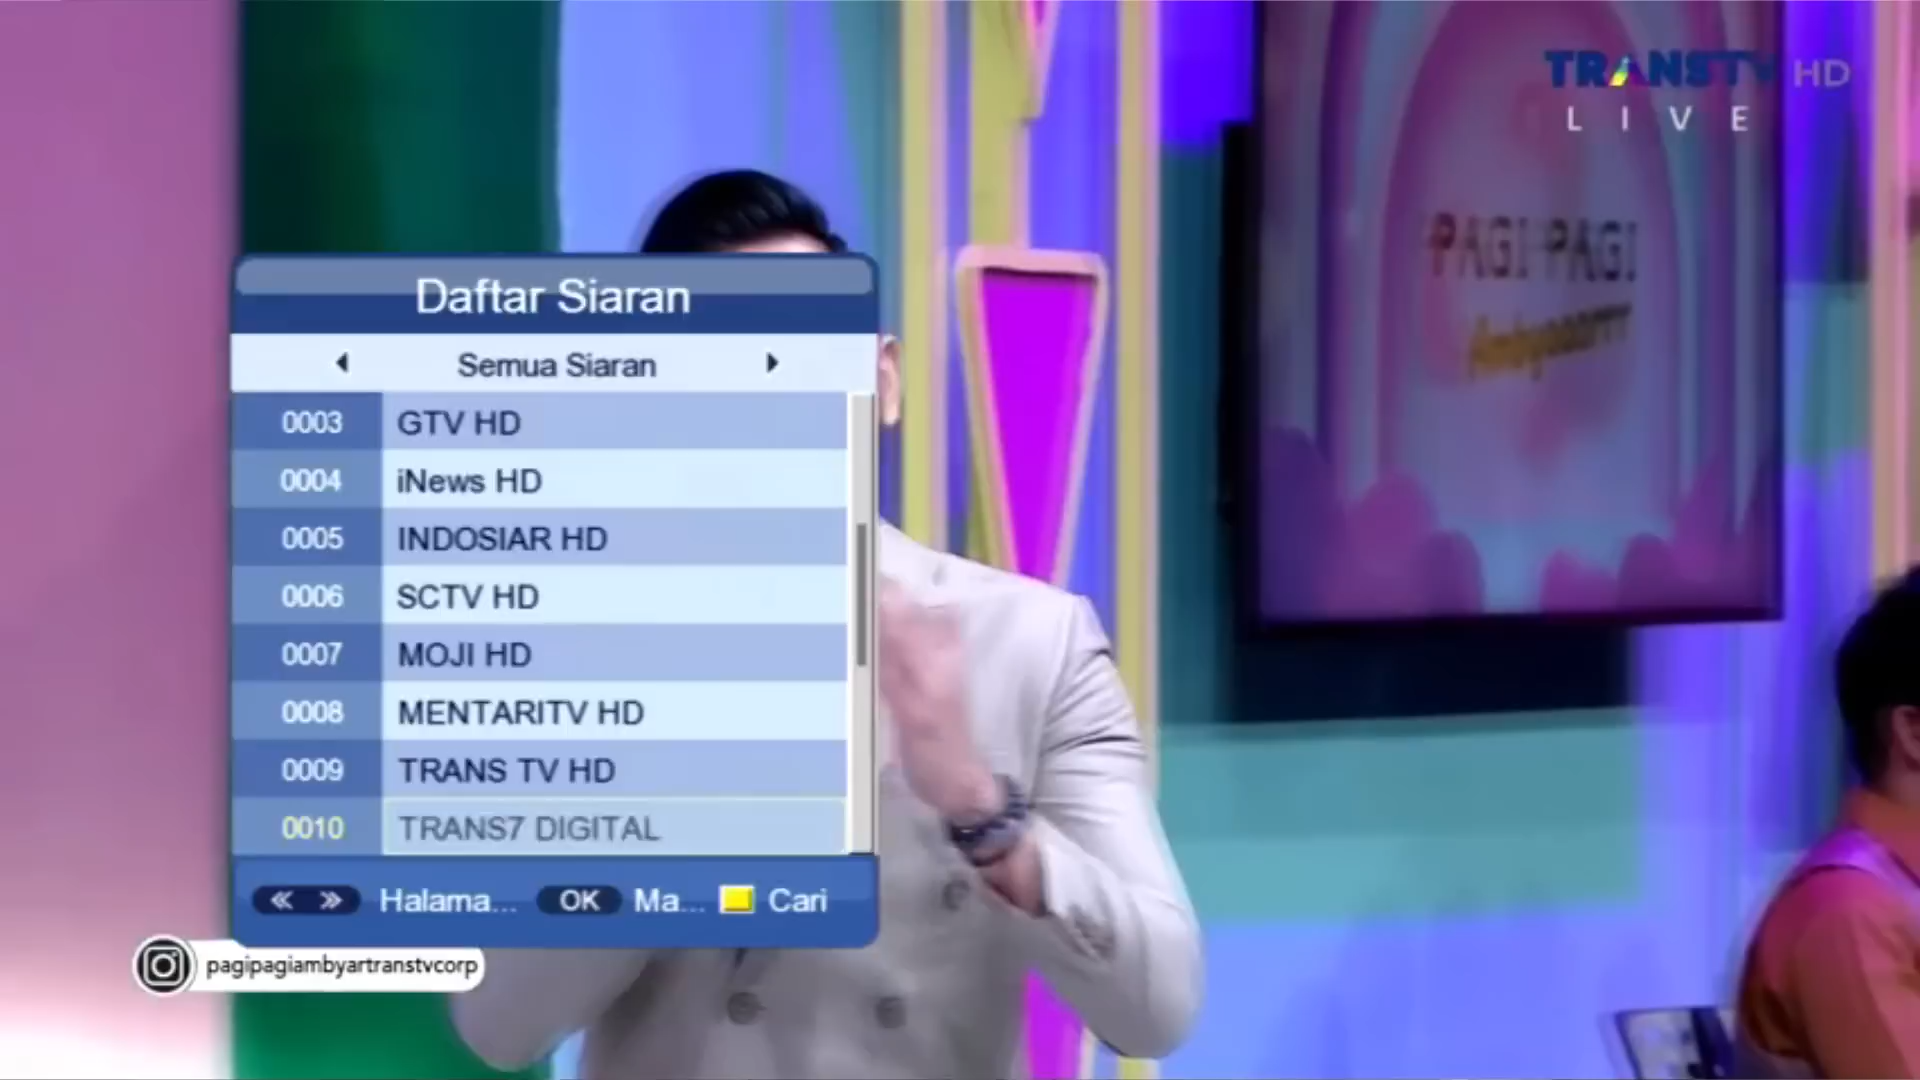 TRANSTV HD
LIVE
PAGI PAGI
Daftar Siaran
Semua Siaran
0003 GTV HD
0004 iNews HD
0005 INDOSIAR HD
0006 SCTV HD
0007 MOJI HD
0008 MENTARITV HD
0009 TRANS TV HD
0010 TRANS7 DIGITAL
Halama... OK Ma... Cari
pagipagiambyartranstvcorp